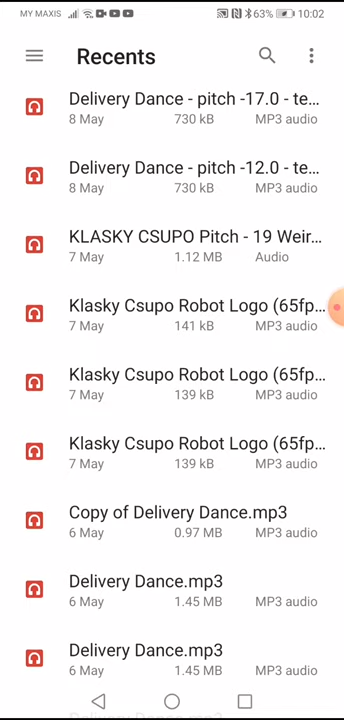 MY MAXIS 63% 10:02
Recents
Delivery Dance - pitch -17.0 - te...
8 May 730 kB MP3 audio
Delivery Dance - pitch -12.0 - te...
8 May 730 kB MP3 audio
KLASKY CSUPO Pitch - 19 Weir...
7 May 1.12 MB Audio
Klasky Csupo Robot Logo (65fp...
7 May 141 kB MP3 audio
Klasky Csupo Robot Logo (65fp...
7 May 139 kB MP3 audio
Klasky Csupo Robot Logo (65fp...
7 May 139 kB MP3 audio
Copy of Delivery Dance.mp3
6 May 0.97 MB MP3 audio
Delivery Dance.mp3
6 May 1.45 MB MP3 audio
Delivery Dance.mp3
6 May 1.45 MB MP3 audio